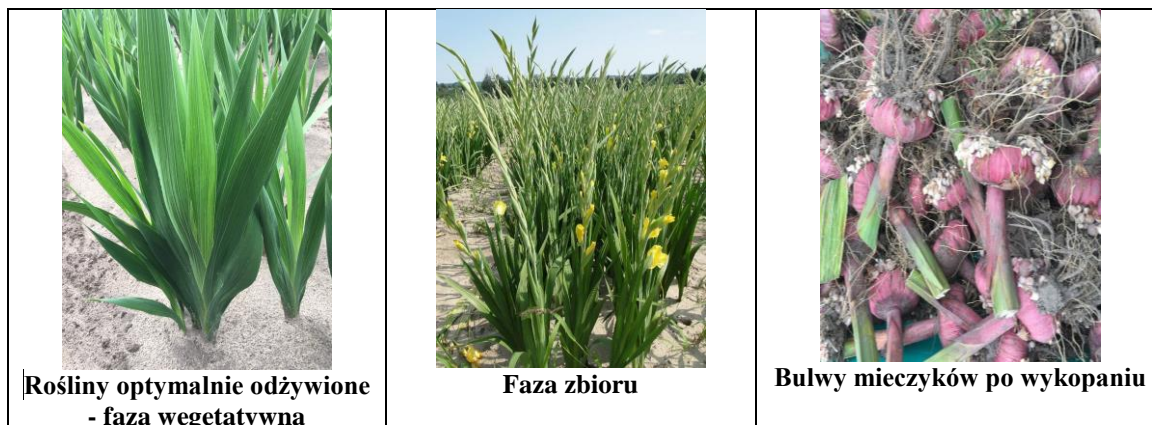 Rośliny optymalnie odżywione
- faza wegetatywna
Faza zbioru
Bulwy mieczyków po wykopaniu